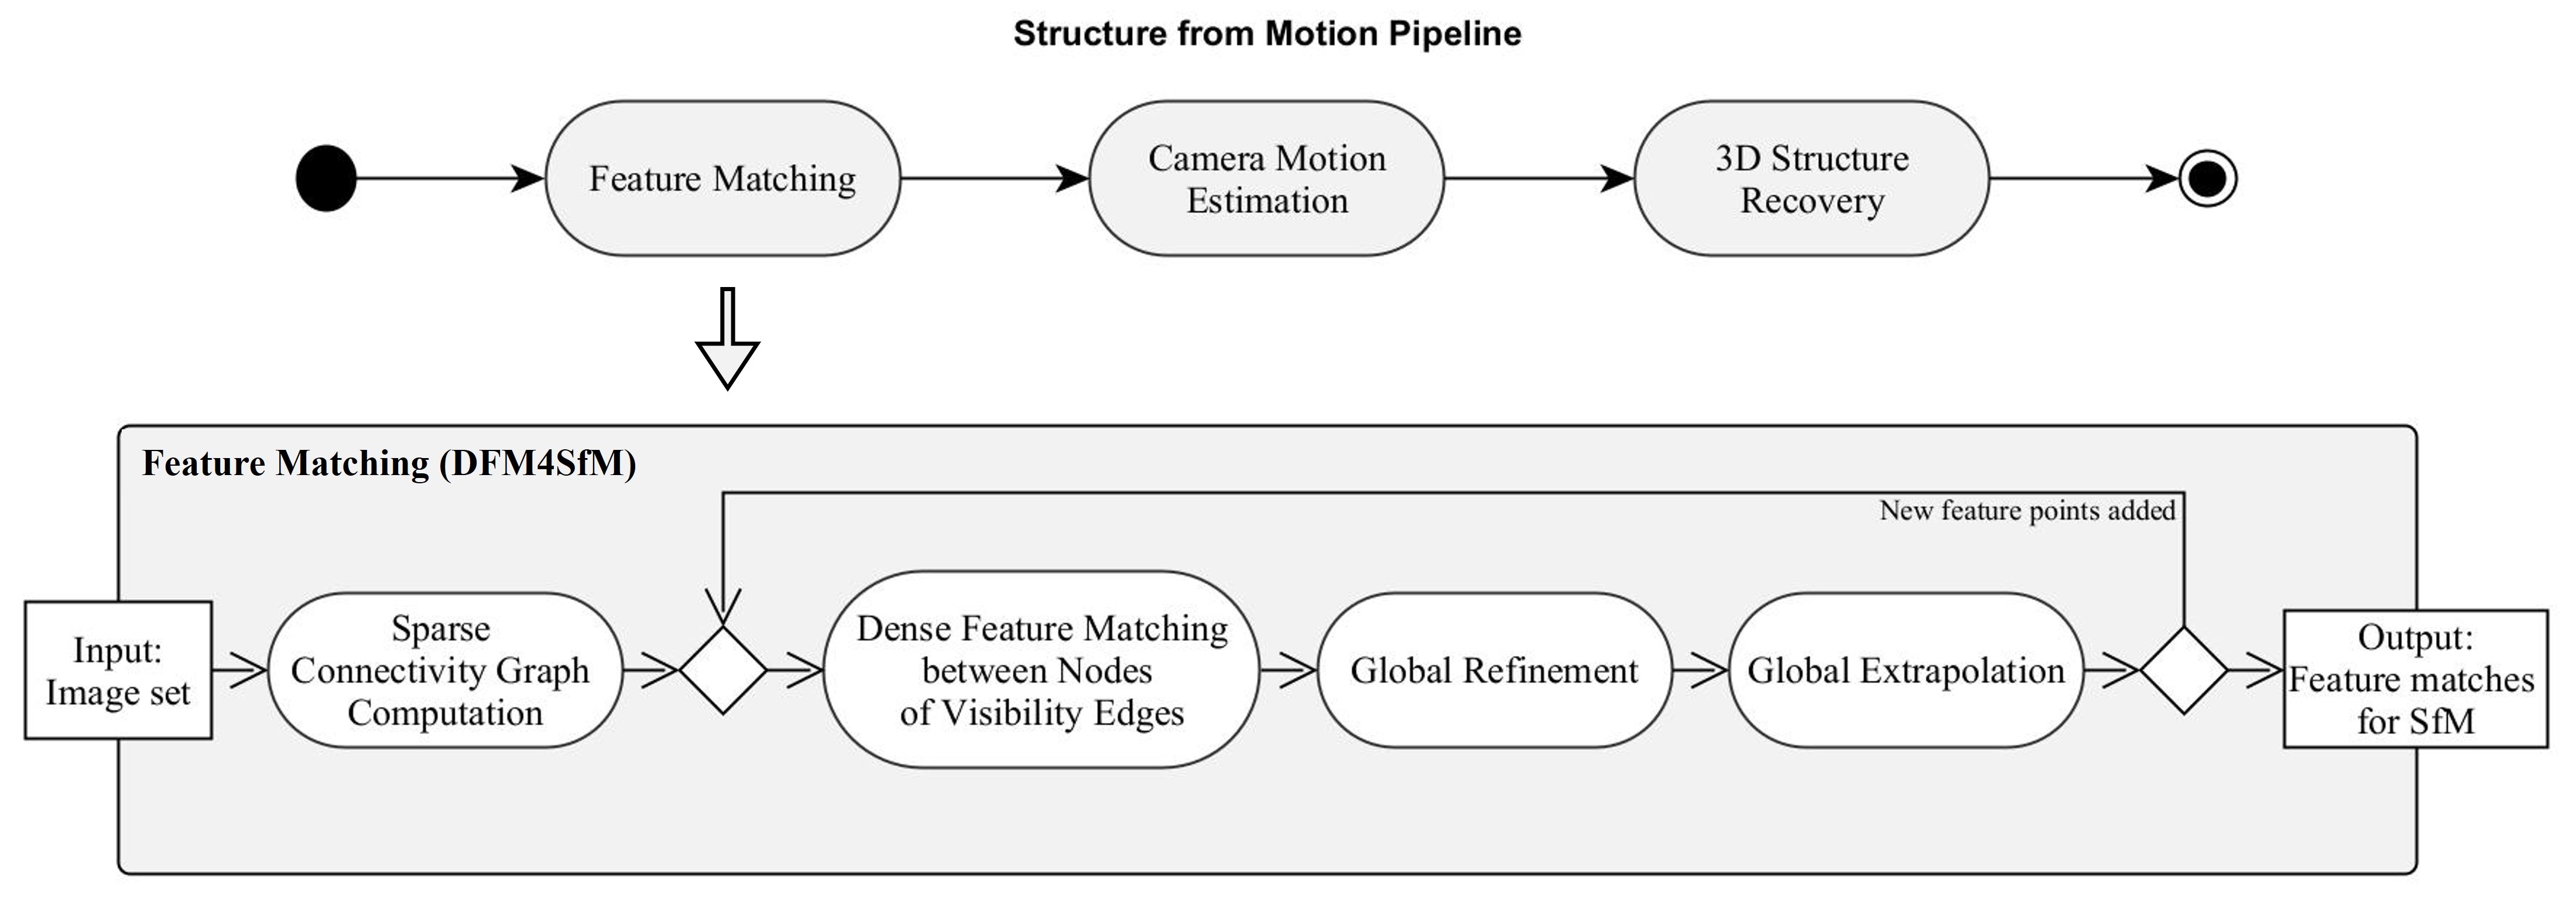 Structure from Motion Pipeline
Feature Matching
Camera Motion
Estimation
3D Structure
Recovery
Feature Matching (DFM4SfM)
New feature points added
Input:
Image set
Sparse
Connectivity Graph
Computation
Dense Feature Matching
between Nodes
of Visibility Edges
Global Refinement
Global Extrapolation
Output:
Feature matches
for SfM